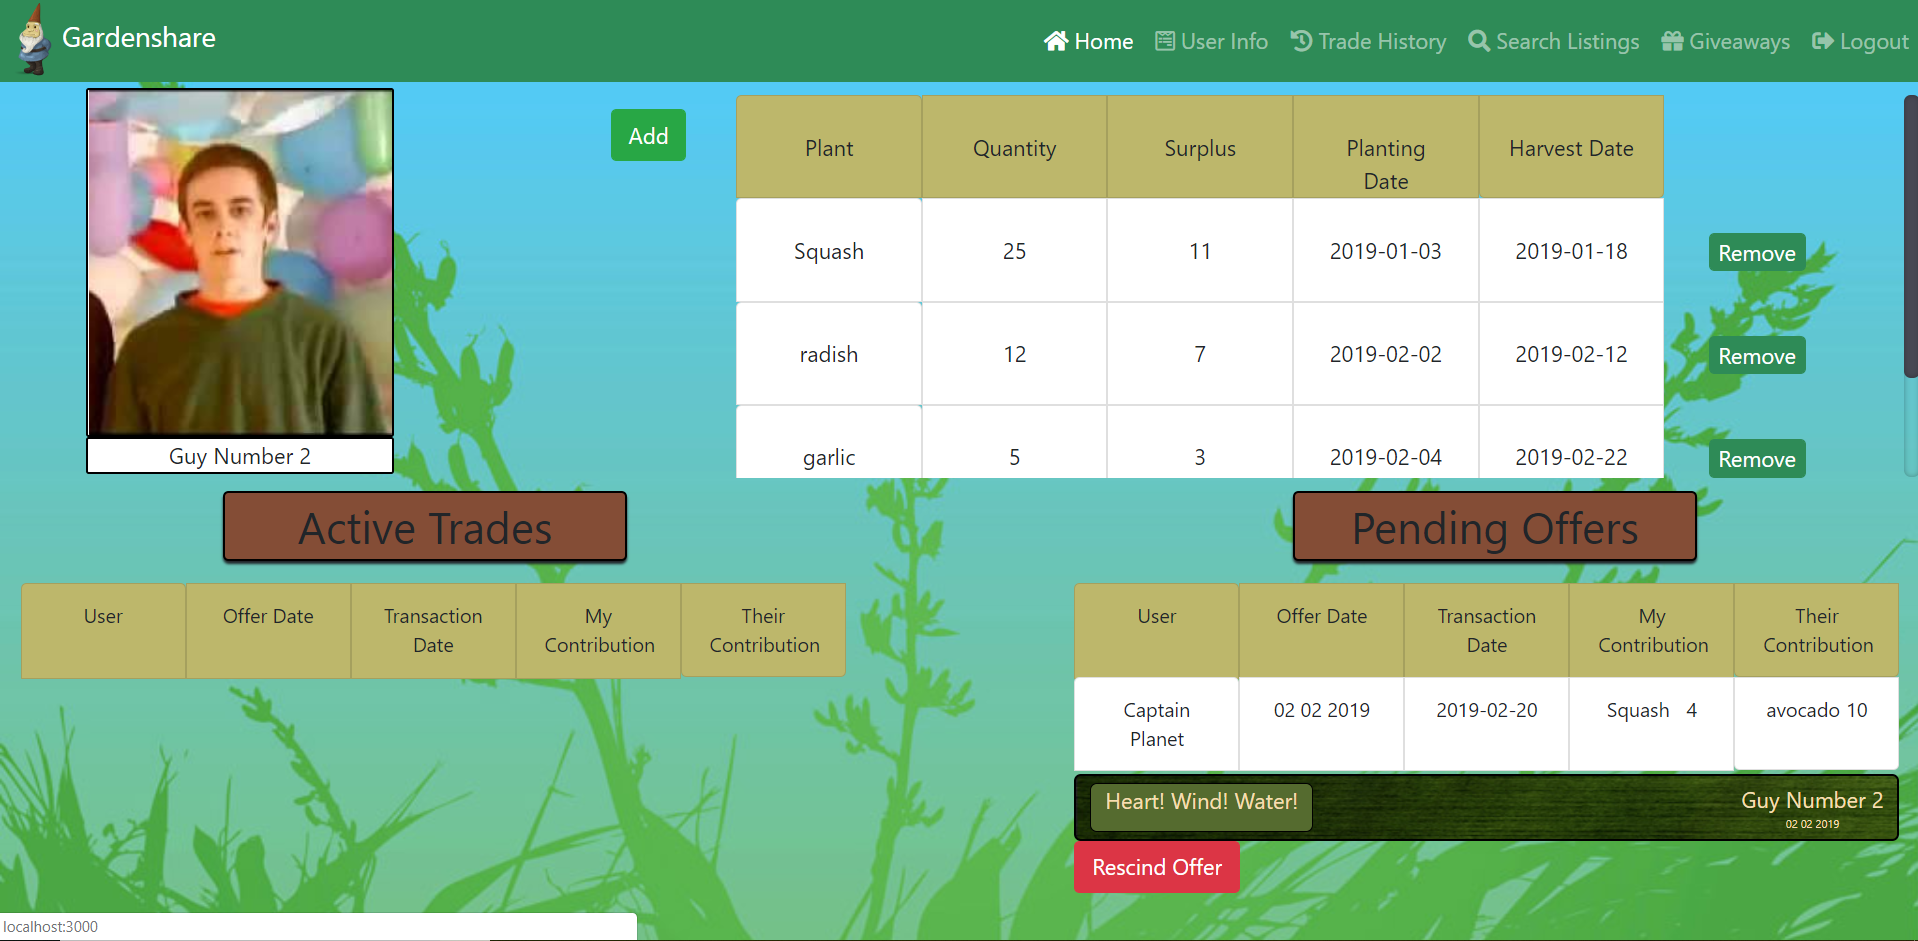 Gardenshare
Home User Info Trade History Search Listings Giveaways Logout
Add
Plant Quantity Surplus Planting Date Harvest Date
Squash 25 11 2019-01-03 2019-01-18 Remove
radish 12 7 2019-02-02 2019-02-12 Remove
garlic 5 3 2019-02-04 2019-02-22 Remove
Guy Number 2
Active Trades
User Offer Date Transaction Date My Contribution Their Contribution
Pending Offers
User Offer Date Transaction Date My Contribution Their Contribution
Captain Planet 02 02 2019 2019-02-20 Squash 4 avocado 10
Heart! Wind! Water!
Guy Number 2
02 02 2019
Rescind Offer
localhost:3000